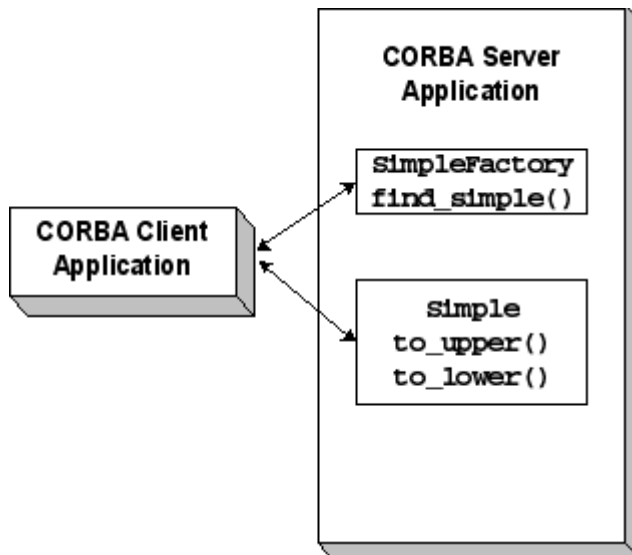 CORBA Server
Application
SimpleFactory
find_simple()
CORBA Client
Application
Simple
to_upper()
to_lower()